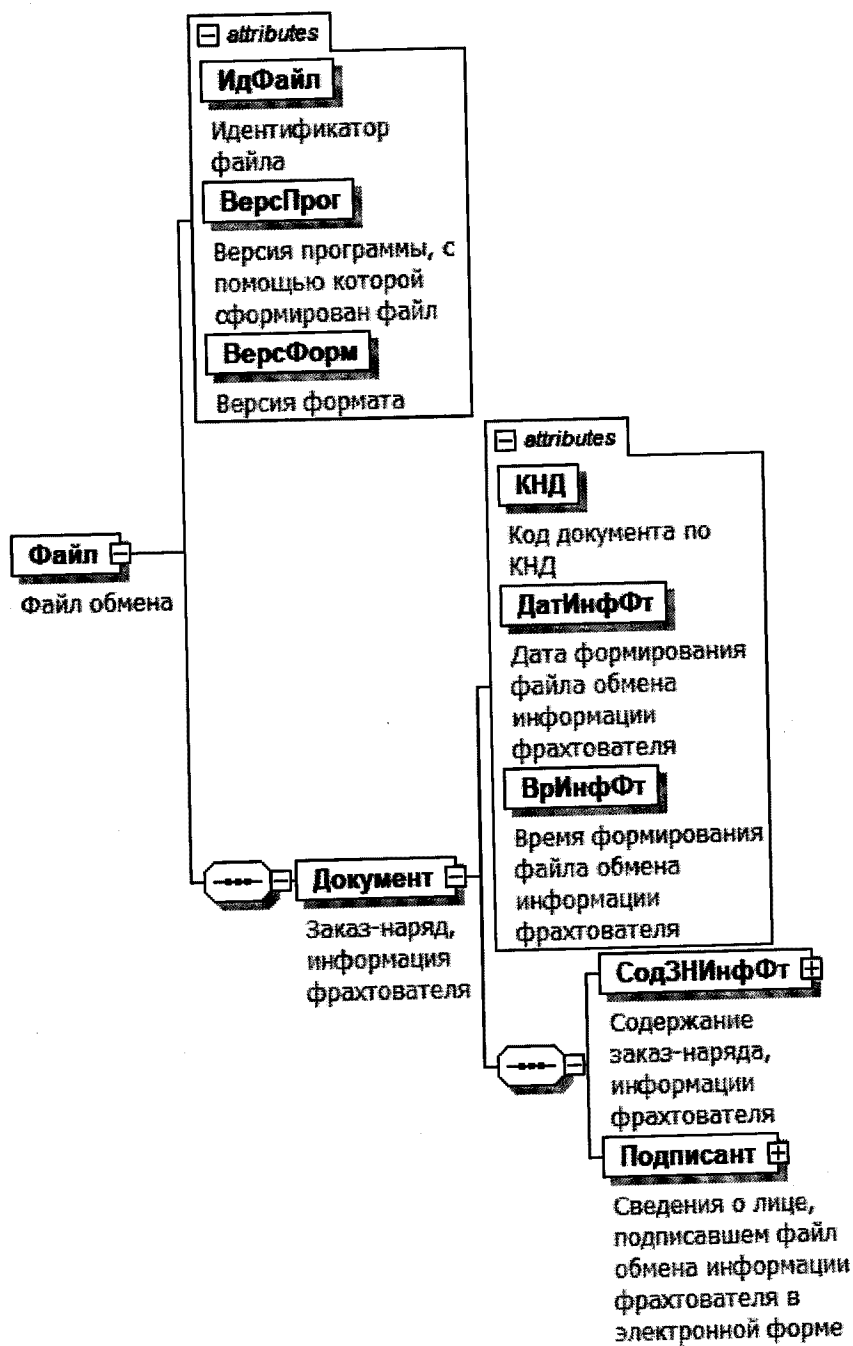 attributes
ИдФайл
Идентификатор
файла
ВерсПрог
Версия программы, с
помощью которой
сформирован файл
ВерсФорм
Версия формата
Файл
Файл обмена
attributes
КНД
Код документа по
КНД
ДатИнфФт
Дата формирования
файла обмена
информации
фрахтователя
ВрИнфФт
Время формирования
файла обмена
информации
фрахтователя
Документ
Заказ-наряд,
информация
фрахтователя
СодЗНИнфФт
Содержание
заказ-наряда,
информации
фрахтователя
Подписант
Сведения о лице,
подписавшем файл
обмена информации
фрахтователя в
электронной форме